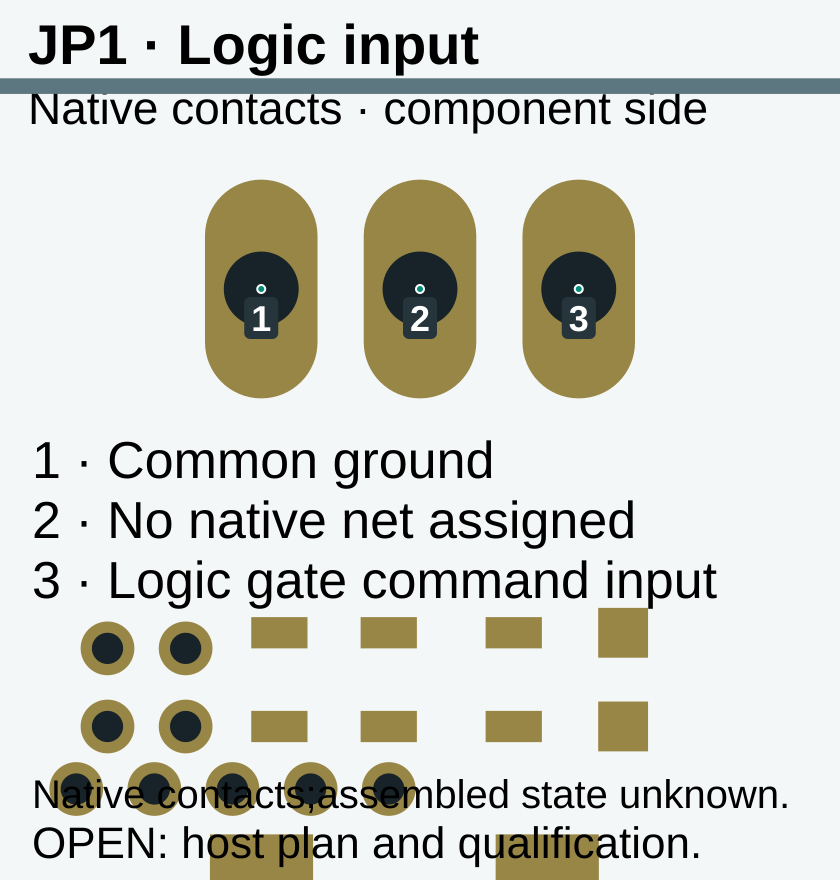 JP1 · Logic input
Native contacts · component side
1 2 3
1 · Common ground
2 · No native net assigned
3 · Logic gate command input
Native contacts;assembled state unknown.
OPEN: host plan and qualification.